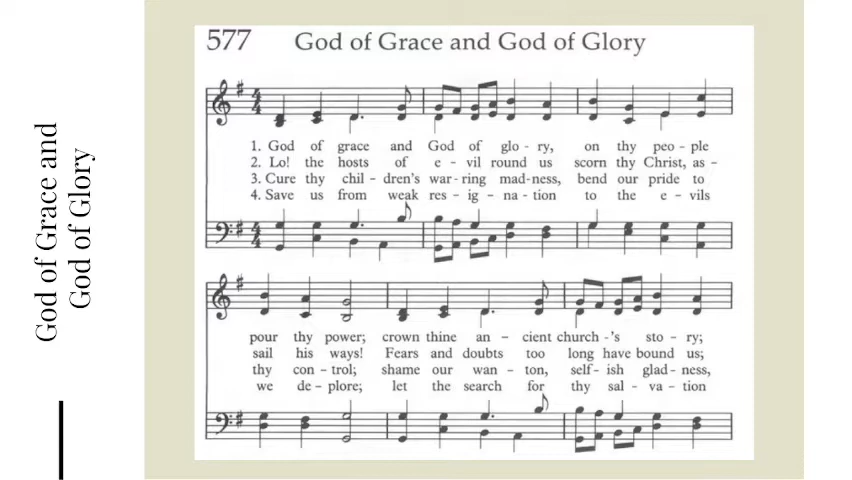 God of Grace and
God of Glory
577 God of Grace and God of Glory
1. God of grace and God of glo - ry, on thy peo - ple
2. Lo! the hosts of e - vil round us scorn thy Christ, as -
3. Cure thy chil - dren's war - ring mad - ness, bend our pride to
4. Save us from weak res - ig - na - tion to the e - vils
pour thy power; crown thine an - cient church -'s sto - ry;
sail his ways! Fears and doubts too long have bound us;
thy con - trol; shame our wan - ton, self - ish glad - ness,
we de - plore; let the search for thy sal - va - tion